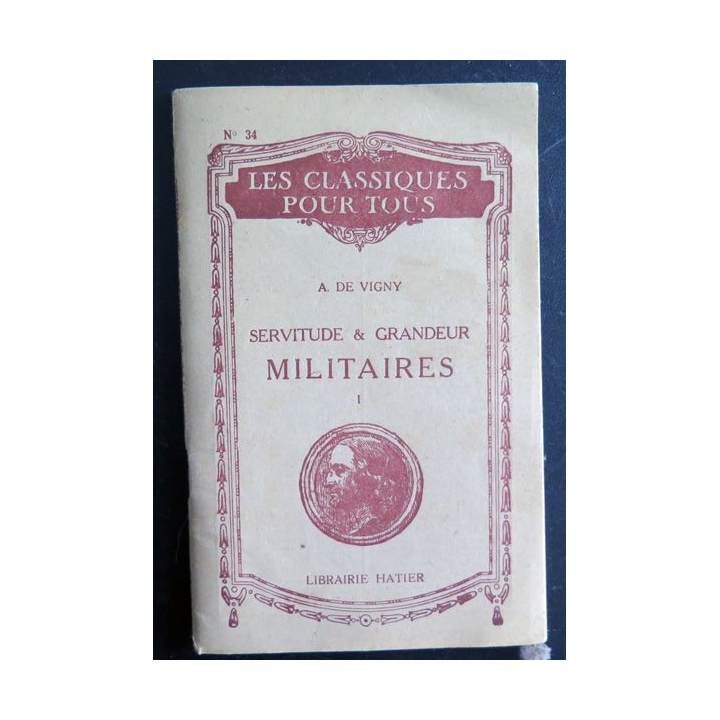 N° 34
LES CLASSIQUES
POUR TOUS
A. DE VIGNY
SERVITUDE & GRANDEUR
MILITAIRES
I
LIBRAIRIE HATIER